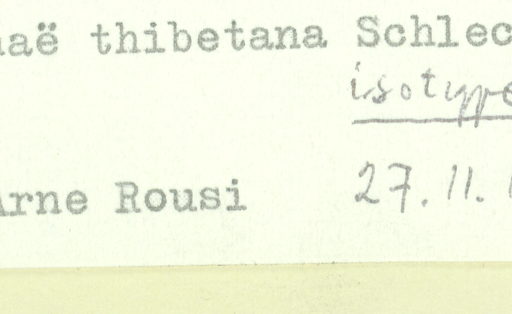 aë thibetana Schlec
isotype
rne Rousi 27.11.